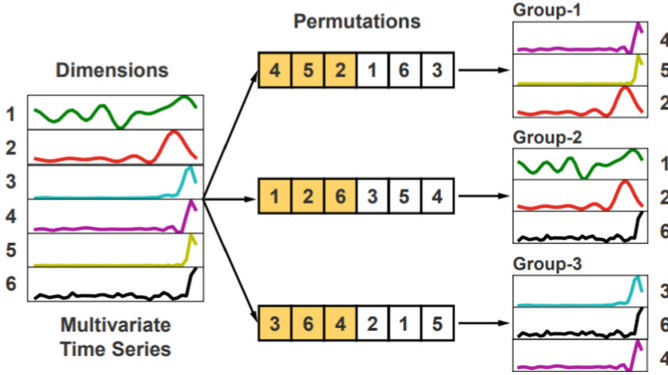 Dimensions
1
2
3
4
5
6
Multivariate
Time Series
Permutations
4 5 2 1 6 3
1 2 6 3 5 4
3 6 4 2 1 5
Group-1
4
5
2
Group-2
1
2
6
Group-3
3
6
4